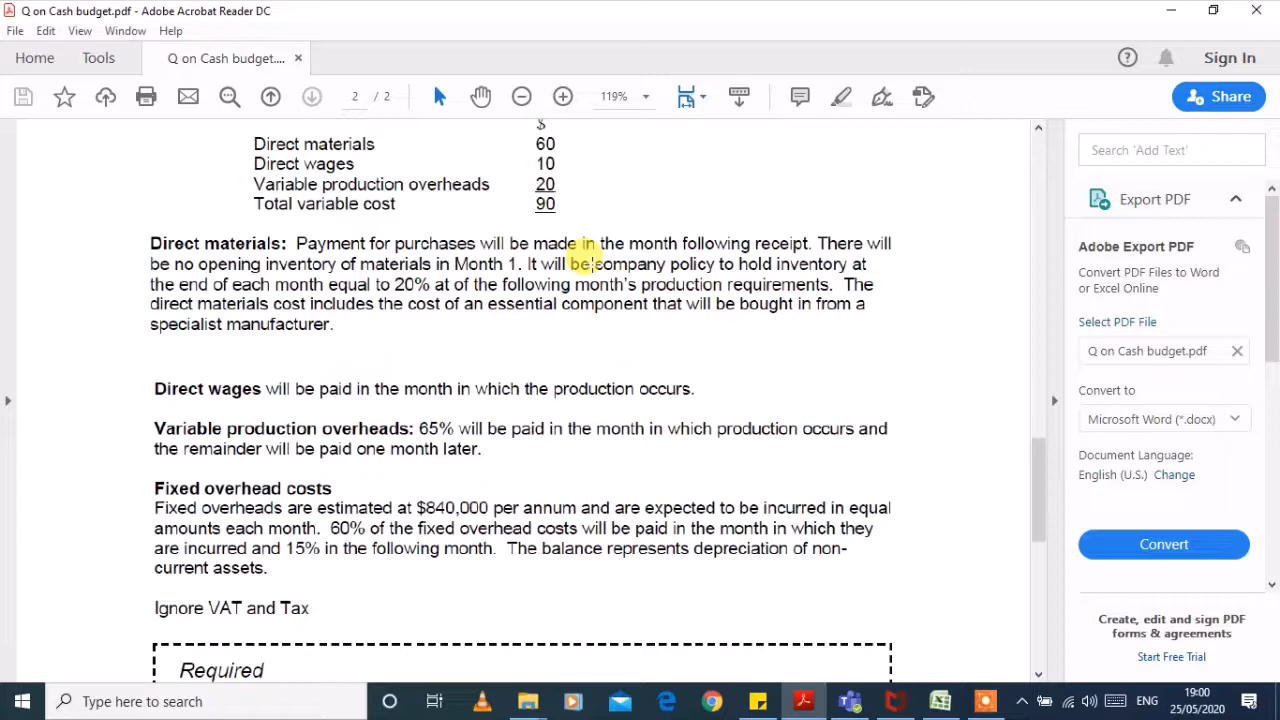 Q on Cash budget.pdf - Adobe Acrobat Reader DC
File Edit View Window Help
Home Tools Q on Cash budget.... × Sign In
2 / 2 119% Share
$
Direct materials 60
Direct wages 10
Variable production overheads 20
Total variable cost 90
Direct materials: Payment for purchases will be made in the month following receipt. There will
be no opening inventory of materials in Month 1. It will be company policy to hold inventory at
the end of each month equal to 20% at of the following month's production requirements. The
direct materials cost includes the cost of an essential component that will be bought in from a
specialist manufacturer.
Direct wages will be paid in the month in which the production occurs.
Variable production overheads: 65% will be paid in the month in which production occurs and
the remainder will be paid one month later.
Fixed overhead costs
Fixed overheads are estimated at $840,000 per annum and are expected to be incurred in equal
amounts each month. 60% of the fixed overhead costs will be paid in the month in which they
are incurred and 15% in the following month. The balance represents depreciation of non-
current assets.
Ignore VAT and Tax
Required
Search 'Add Text'
Export PDF
Adobe Export PDF
Convert PDF Files to Word
or Excel Online
Select PDF File
Q on Cash budget.pdf ×
Convert to
Microsoft Word (*.docx)
Document Language:
English (U.S.) Change
Convert
Create, edit and sign PDF
forms & agreements
Start Free Trial
Type here to search
ENG
19:00
25/05/2020